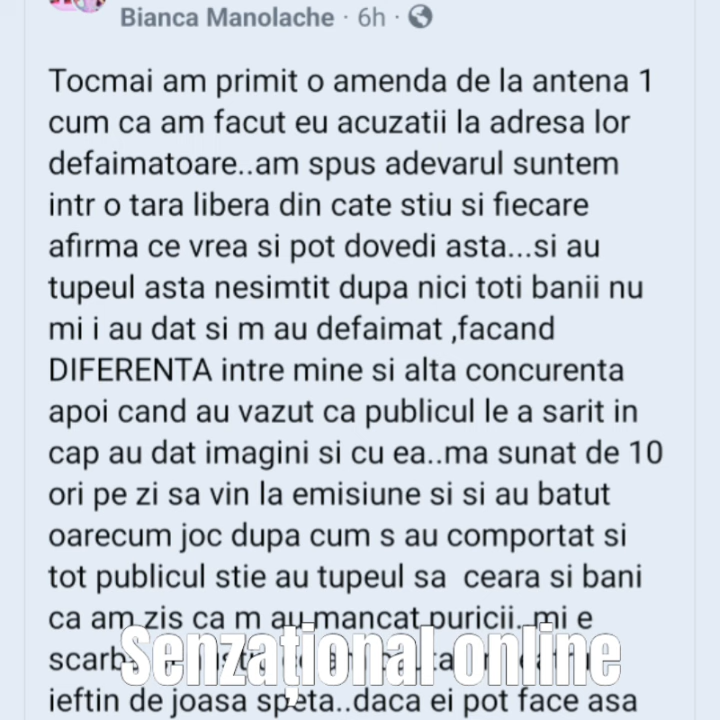 Bianca Manolache · 6h ·
Tocmai am primit o amenda de la antena 1
cum ca am facut eu acuzatii la adresa lor
defaimatoare..am spus adevarul suntem
intr o tara libera din cate stiu si fiecare
afirma ce vrea si pot dovedi asta...si au
tupeul asta nesimtit dupa nici toti banii nu
mi i au dat si m au defaimat ,facand
DIFERENTA intre mine si alta concurenta
apoi cand au vazut ca publicul le a sarit in
cap au dat imagini si cu ea..ma sunat de 10
ori pe zi sa vin la emisiune si si au batut
oarecum joc dupa cum s au comportat si
tot publicul stie au tupeul sa  ceara si bani
ca am zis ca m au mancat puricii..mi e
Senzațional online
ieftin de joasa speta..daca ei pot face asa